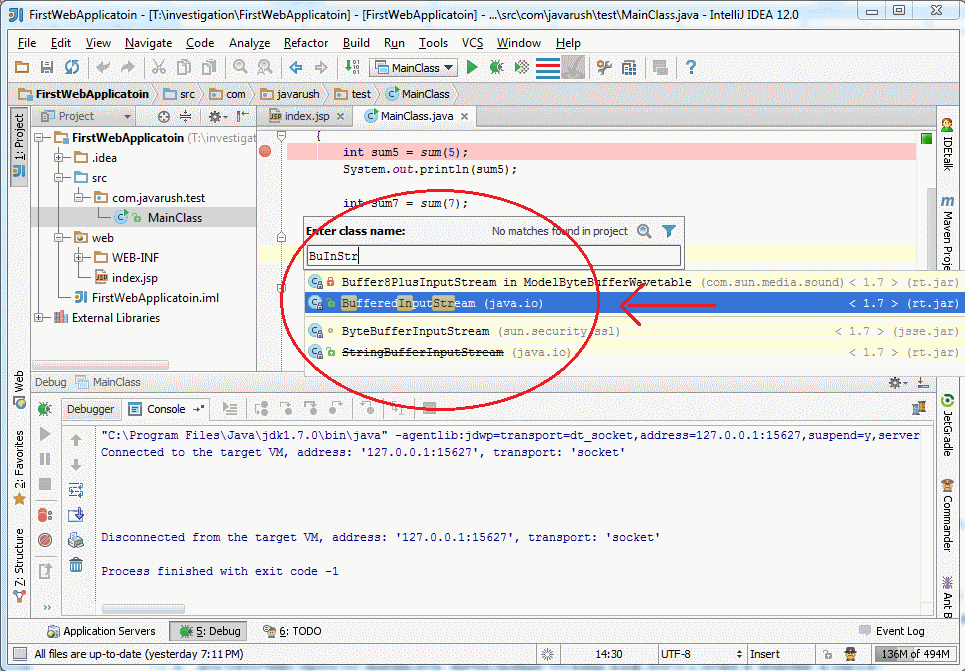 FirstWebApplicatoin - [T:\investigation\FirstWebApplicatoin] - [FirstWebApplicatoin] - ...\src\com\javarush\test\MainClass.java - IntelliJ IDEA 12.0
File Edit View Navigate Code Analyze Refactor Build Run Tools VCS Window Help
MainClass
FirstWebApplicatoin src com javarush test MainClass
Project
index.jsp MainClass.java
1: Project
FirstWebApplicatoin (T:\investigat
.idea
src
com.javarush.test
MainClass
web
WEB-INF
index.jsp
FirstWebApplicatoin.iml
External Libraries
{
int sum5 = sum(5);
System.out.println(sum5);
int sum7 = sum(7);
Enter class name: No matches found in project
BuInStr
Buffer8PlusInputStream in ModelByteBufferWavetable (com.sun.media.sound) < 1.7 > (rt.jar)
BufferedInputStream (java.io) < 1.7 > (rt.jar)
ByteBufferInputStream (sun.security.ssl) < 1.7 > (jsse.jar)
StringBufferInputStream (java.io) < 1.7 > (rt.jar)
IDEtalk
Maven Proje
Web
2: Favorites
7: Structure
Debug MainClass
Debugger Console
"C:\Program Files\Java\jdk1.7.0\bin\java" -agentlib:jdwp=transport=dt_socket,address=127.0.0.1:15627,suspend=y,server
Connected to the target VM, address: '127.0.0.1:15627', transport: 'socket'
Disconnected from the target VM, address: '127.0.0.1:15627', transport: 'socket'
Process finished with exit code -1
JetGradle
Commander
Ant B
Application Servers 5: Debug 6: TODO Event Log
All files are up-to-date (yesterday 7:11 PM) 14:30 UTF-8 Insert 136M of 494M